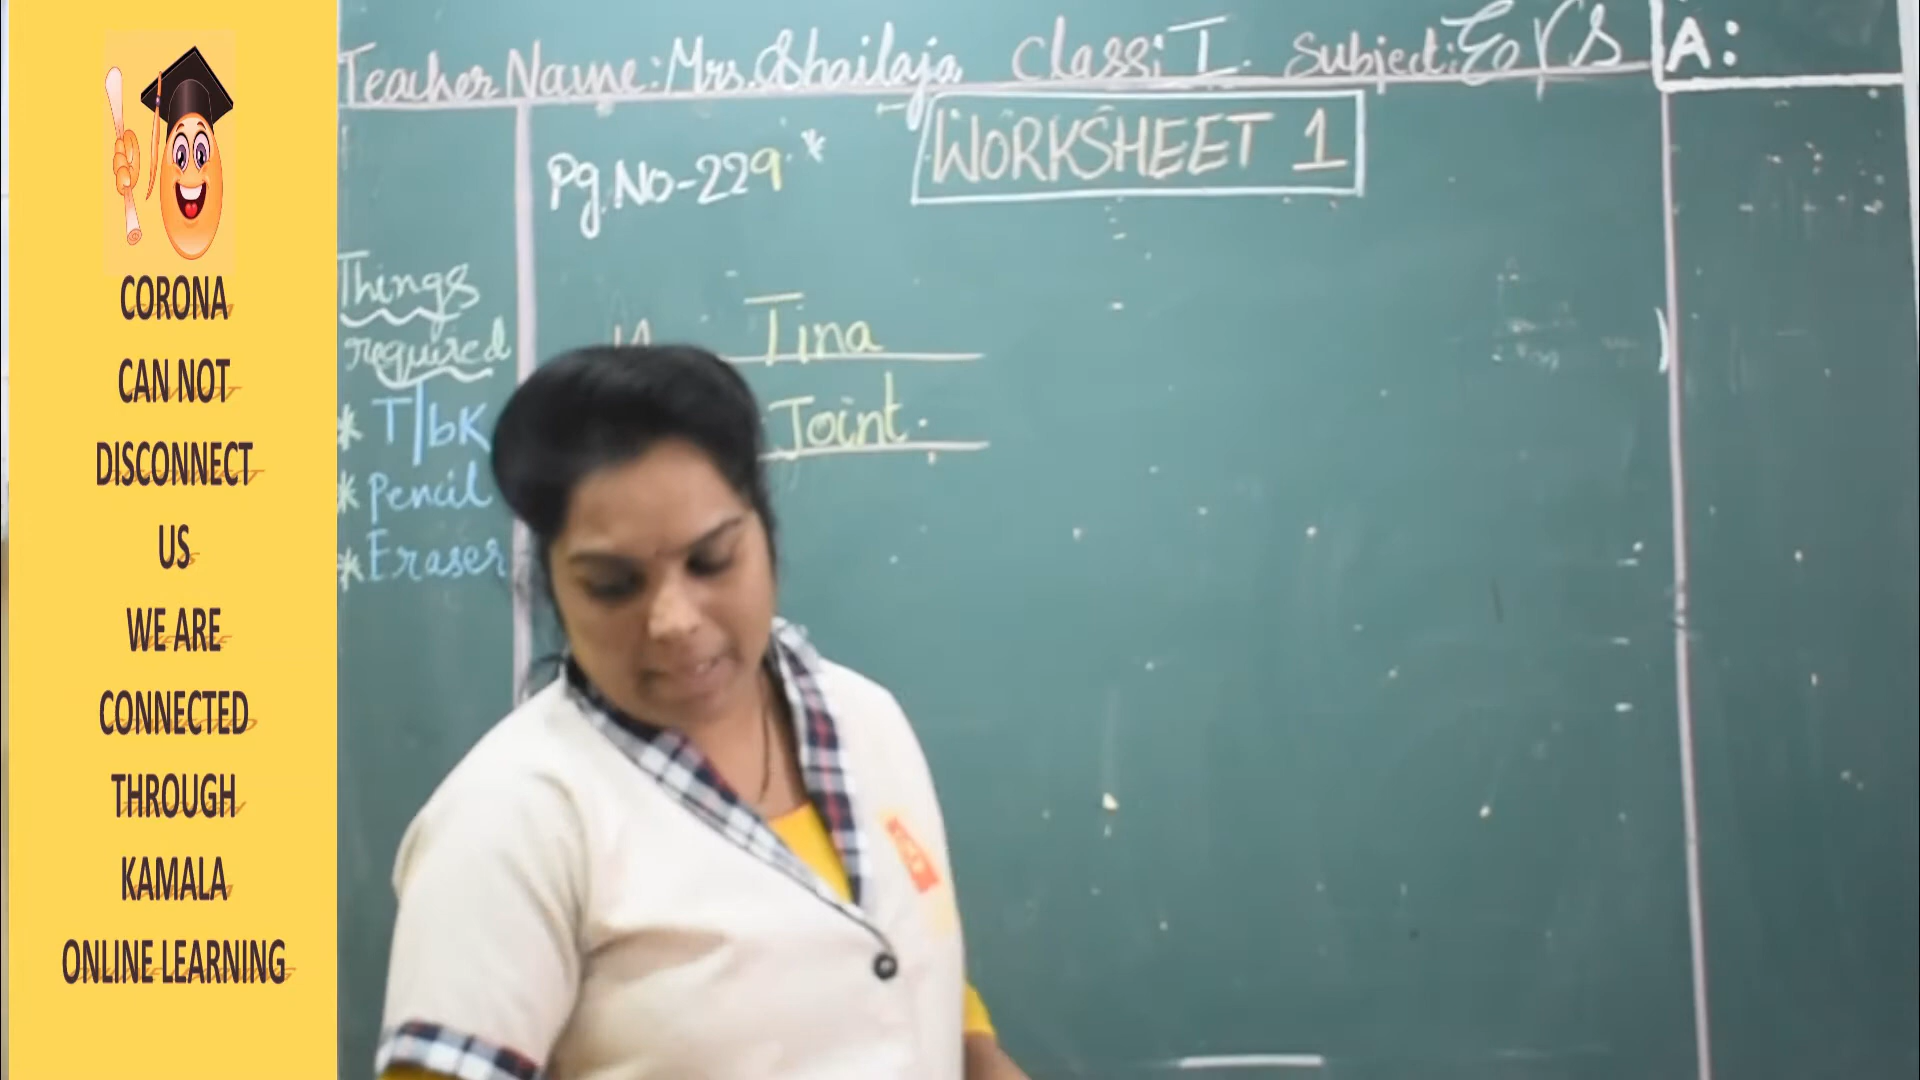 CORONA
CAN NOT
DISCONNECT
US
WE ARE
CONNECTED
THROUGH
KAMALA
ONLINE LEARNING
Teacher Name: Mrs. Shailaja Class: I. Subject: EVS A:
WORKSHEET 1
Pg.No-229.*
Things
required
* T/bk
* Pencil
* Eraser
Tina
Joint.